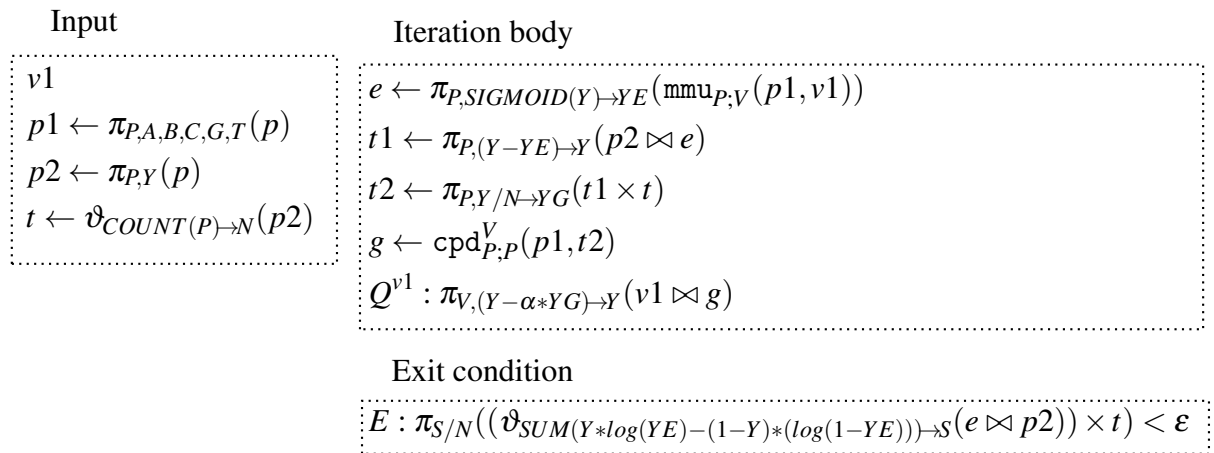 Input
v1
p1 ← π_{P,A,B,C,G,T}(p)
p2 ← π_{P,Y}(p)
t ← ϑ_{COUNT(P)↦N}(p2)
Iteration body
e ← π_{P,SIGMOID(Y)↦YE}(mmu_{P;V}(p1,v1))
t1 ← π_{P,(Y−YE)↦Y}(p2 ⋈ e)
t2 ← π_{P,Y/N↦YG}(t1 × t)
g ← cpd^{V}_{P;P}(p1,t2)
Q^{v1} : π_{V,(Y−α∗YG)↦Y}(v1 ⋈ g)
Exit condition
E : π_{S/N}((ϑ_{SUM(Y∗log(YE)−(1−Y)∗(log(1−YE)))↦S}(e ⋈ p2)) × t) < ε